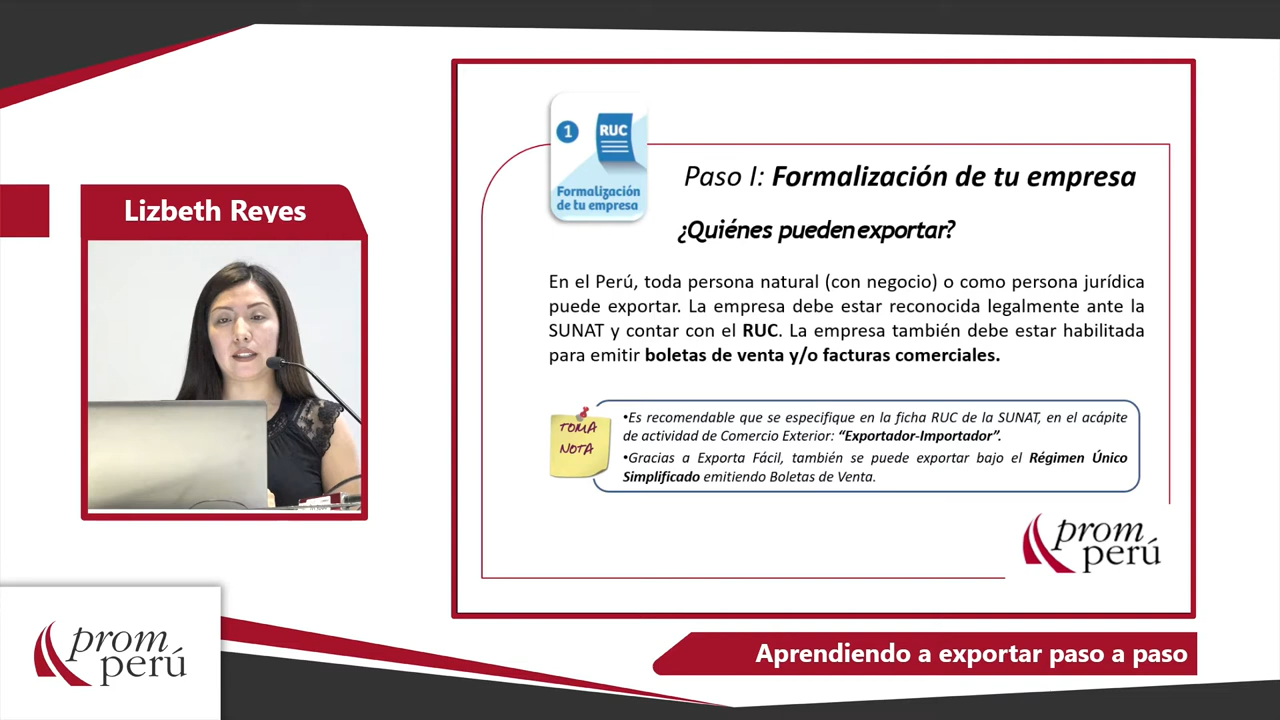 Lizbeth Reyes
1
RUC
Formalización
de tu empresa
Paso I: Formalización de tu empresa
¿Quiénes pueden exportar?
En el Perú, toda persona natural (con negocio) o como persona jurídica
puede exportar. La empresa debe estar reconocida legalmente ante la
SUNAT y contar con el RUC. La empresa también debe estar habilitada
para emitir boletas de venta y/o facturas comerciales.
TOMA
NOTA
•Es recomendable que se especifique en la ficha RUC de la SUNAT, en el acápite
de actividad de Comercio Exterior: “Exportador-Importador”.
•Gracias a Exporta Fácil, también se puede exportar bajo el Régimen Único
Simplificado emitiendo Boletas de Venta.
prom
perú
prom
perú
Aprendiendo a exportar paso a paso